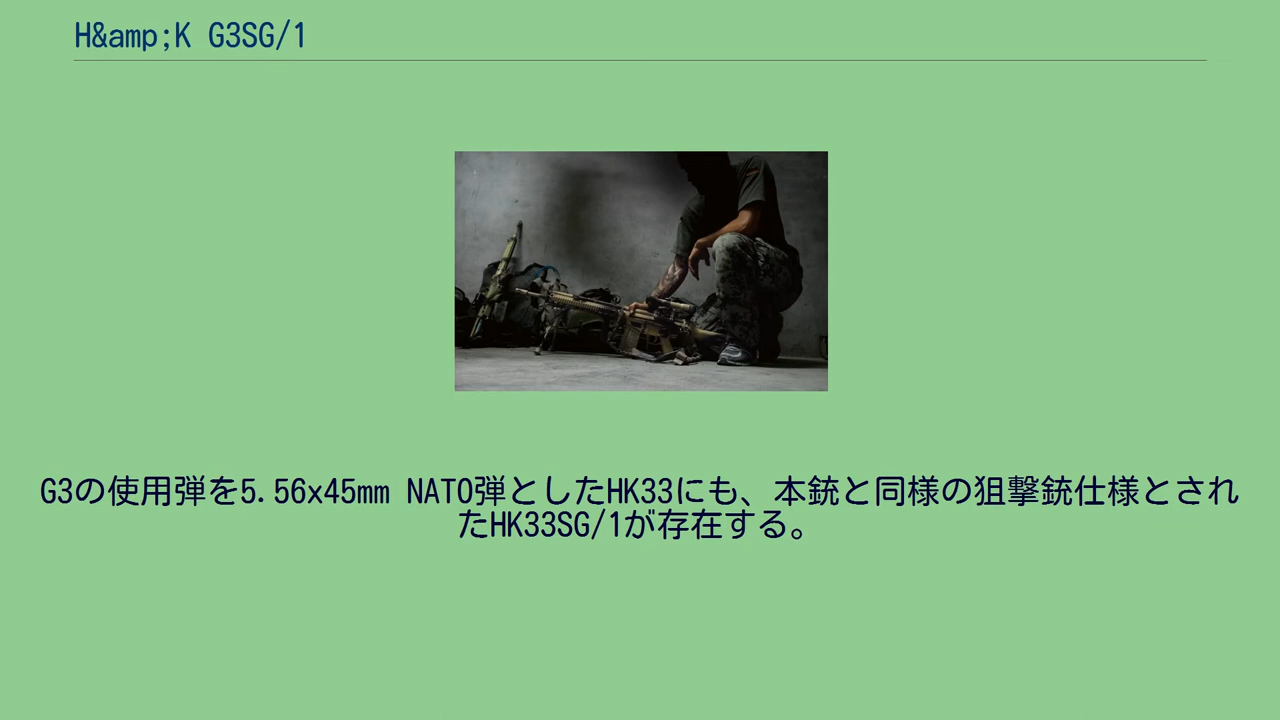 H&amp;K G3SG/1
G3の使用弾を5.56x45mm NATO弾としたHK33にも、本銃と同様の狙撃銃仕様とされ
たHK33SG/1が存在する。